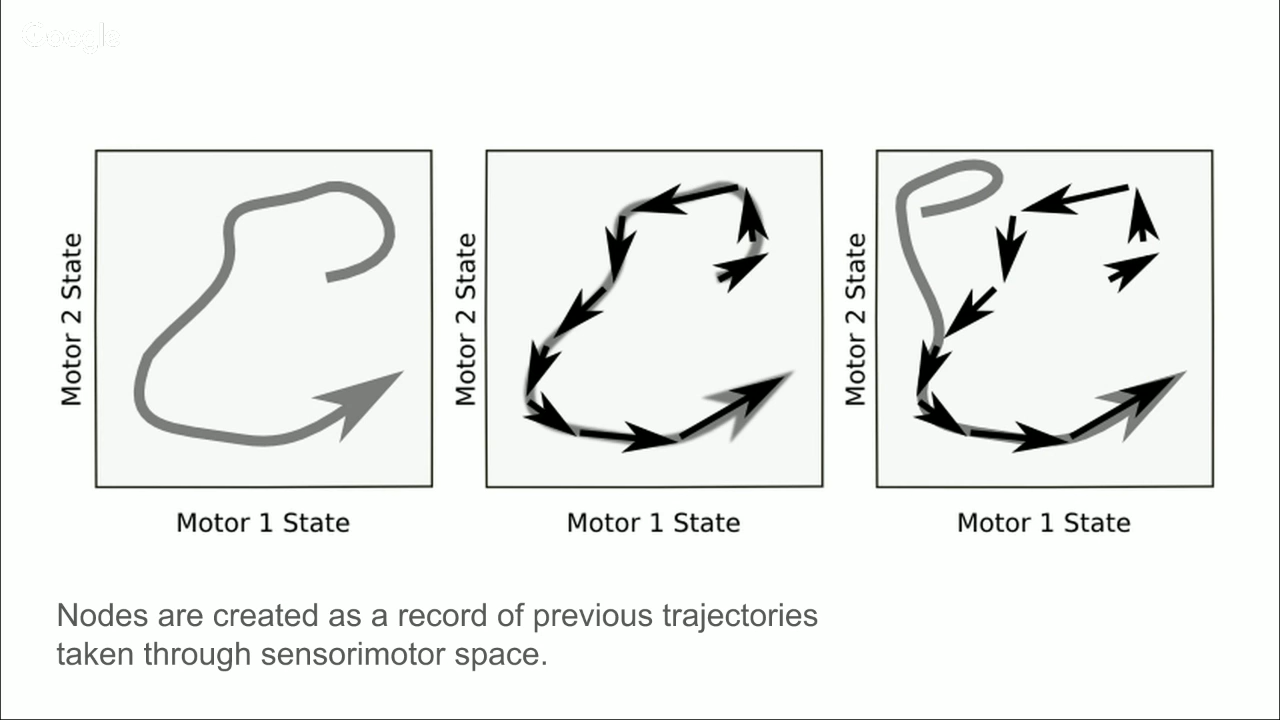 Google
Motor 2 State
Motor 1 State
Motor 2 State
Motor 1 State
Motor 2 State
Motor 1 State
Nodes are created as a record of previous trajectories
taken through sensorimotor space.